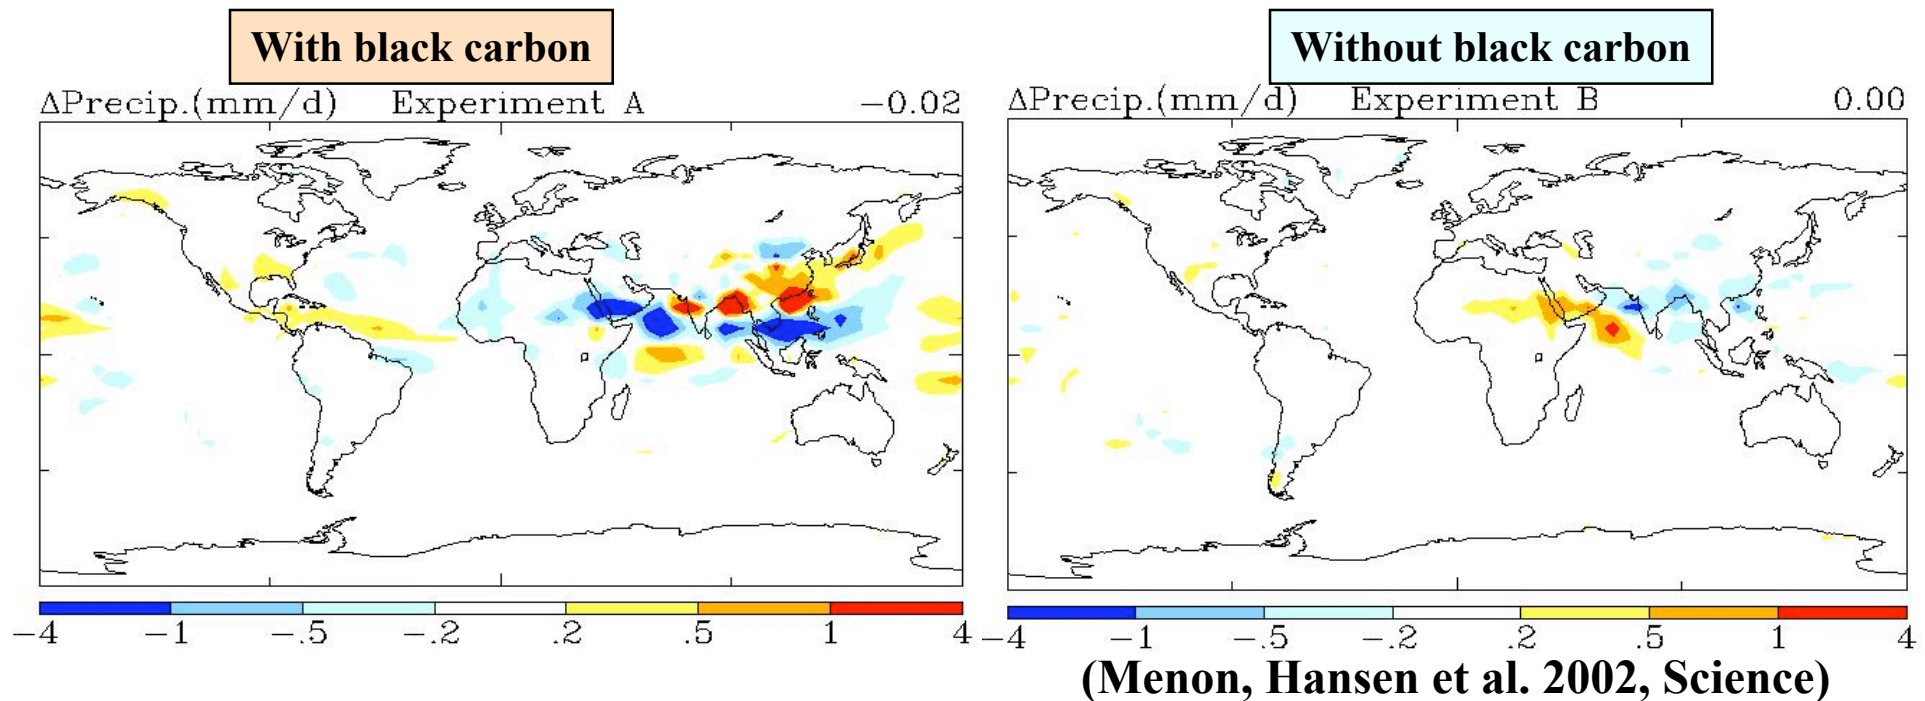 With black carbon
ΔPrecip.(mm/d) Experiment A -0.02
-4 -1 -.5 -.2 .2 .5 1 4
Without black carbon
ΔPrecip.(mm/d) Experiment B 0.00
-4 -1 -.5 -.2 .2 .5 1 4
(Menon, Hansen et al. 2002, Science)